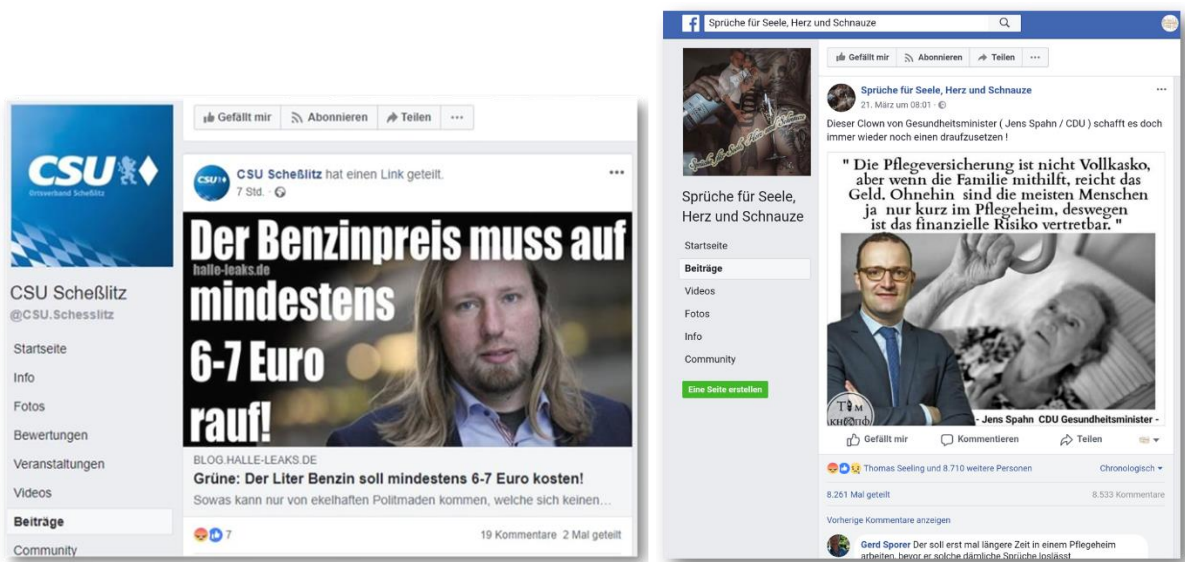 CSU
Ortsverband Scheßlitz
CSU Scheßlitz
@CSU.Schesslitz
Startseite
Info
Fotos
Bewertungen
Veranstaltungen
Videos
Beiträge
Community
Gefällt mir
Abonnieren
Teilen
CSU Scheßlitz hat einen Link geteilt.
7 Std.
Der Benzinpreis muss auf
halle-leaks.de
mindestens
6-7 Euro
rauf!
BLOG.HALLE-LEAKS.DE
Grüne: Der Liter Benzin soll mindestens 6-7 Euro kosten!
Sowas kann nur von ekelhaften Politmaden kommen, welche sich keinen...
7
19 Kommentare 2 Mal geteilt
Sprüche für Seele, Herz und Schnauze
Sprüche für Seele, Herz und Schnauze
Sprüche für Seele,
Herz und Schnauze
Startseite
Beiträge
Videos
Fotos
Info
Community
Eine Seite erstellen
Gefällt mir
Abonnieren
Teilen
Sprüche für Seele, Herz und Schnauze
21. März um 08:01
Dieser Clown von Gesundheitsminister ( Jens Spahn / CDU ) schafft es doch
immer wieder noch einen draufzusetzen !
" Die Pflegeversicherung ist nicht Vollkasko,
aber wenn die Familie mithilft, reicht das
Geld. Ohnehin sind die meisten Menschen
ja nur kurz im Pflegeheim, deswegen
ist das finanzielle Risiko vertretbar. "
- Jens Spahn CDU Gesundheitsminister -
Gefällt mir
Kommentieren
Teilen
Thomas Seeling und 8.710 weitere Personen
Chronologisch
8.261 Mal geteilt
8.533 Kommentare
Vorherige Kommentare anzeigen
Gerd Sporer Der soll erst mal längere Zeit in einem Pflegeheim
arbeiten, bevor er solche dämliche Sprüche loslässt